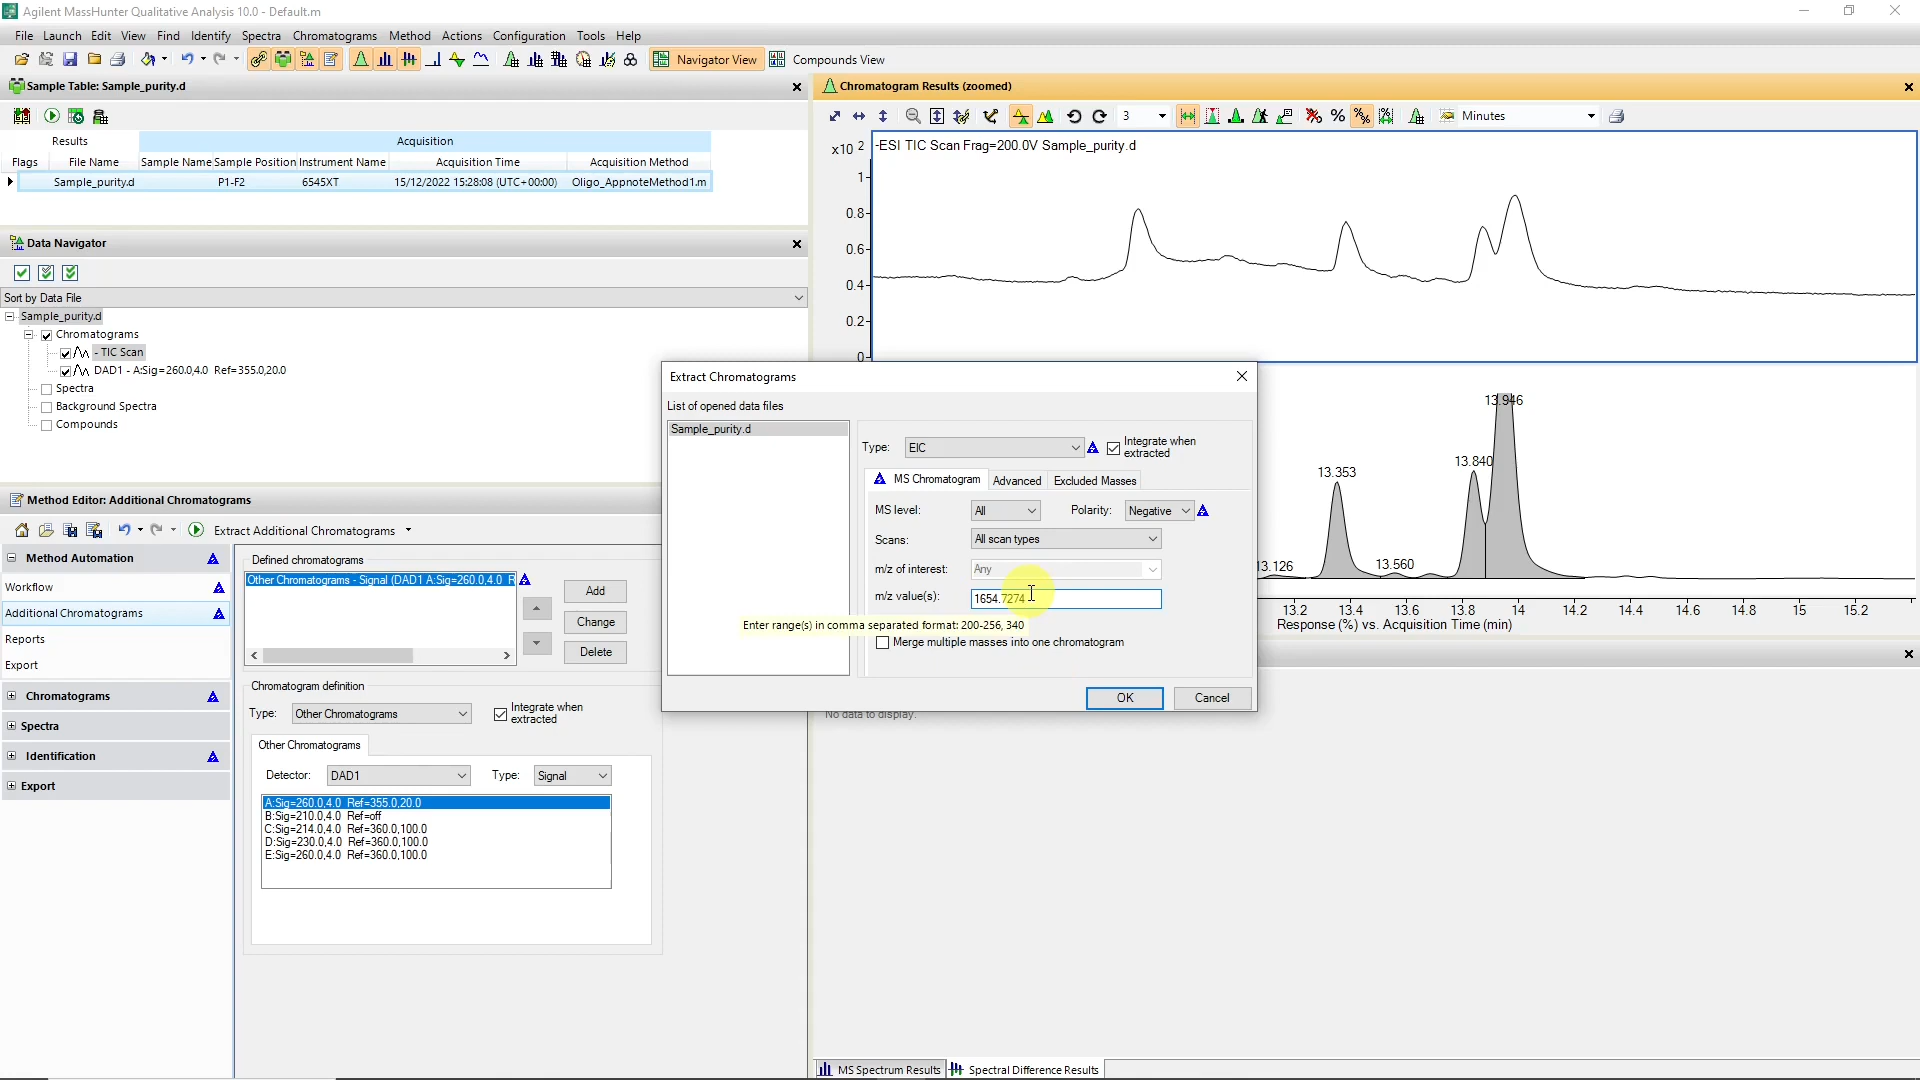 Agilent MassHunter Qualitative Analysis 10.0 - Default.m
File Launch Edit View Find Identify Spectra Chromatograms Method Actions Configuration Tools Help
Navigator View Compounds View
Sample Table: Sample_purity.d
Results Acquisition
Flags File Name Sample Name Sample Position Instrument Name Acquisition Time Acquisition Method
Sample_purity.d P1-F2 6545XT 15/12/2022 15:28:08 (UTC+00:00) Oligo_AppnoteMethod1.m
Data Navigator
Sort by Data File
Sample_purity.d
Chromatograms
- TIC Scan
DAD1 - A:Sig=260.0,4.0 Ref=355.0,20.0
Spectra
Background Spectra
Compounds
Method Editor: Additional Chromatograms
Extract Additional Chromatograms
Method Automation
Workflow
Additional Chromatograms
Reports
Export
Chromatograms
Spectra
Identification
Export
Defined chromatograms
Other Chromatograms - Signal (DAD1 A:Sig=260.0,4.0 R
Add
Change
Delete
Chromatogram definition
Type: Other Chromatograms
Integrate when
extracted
Other Chromatograms
Detector: DAD1 Type: Signal
A:Sig=260.0,4.0 Ref=355.0,20.0
B:Sig=210.0,4.0 Ref=off
C:Sig=214.0,4.0 Ref=360.0,100.0
D:Sig=230.0,4.0 Ref=360.0,100.0
E:Sig=260.0,4.0 Ref=360.0,100.0
Chromatogram Results (zoomed)
3 % Minutes
x10 2
-ESI TIC Scan Frag=200.0V Sample_purity.d
1
0.8
0.6
0.4
0.2
0
Extract Chromatograms
List of opened data files
Sample_purity.d
Type: EIC
Integrate when
extracted
MS Chromatogram Advanced Excluded Masses
MS level: All Polarity: Negative
Scans: All scan types
m/z of interest: Any
m/z value(s): 1654.7274
Enter range(s) in comma separated format: 200-256, 340
Merge multiple masses into one chromatogram
OK Cancel
13.946
13.840
13.353
13.560
13.126
13.2 13.4 13.6 13.8 14 14.2 14.4 14.6 14.8 15 15.2
Response (%) vs. Acquisition Time (min)
No data to display.
MS Spectrum Results Spectral Difference Results